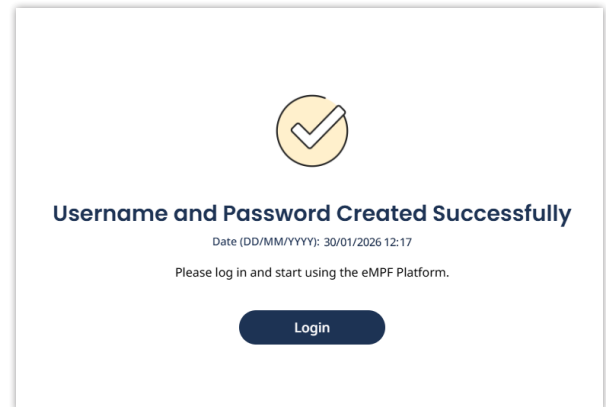 Username and Password Created Successfully
Date (DD/MM/YYYY): 30/01/2026 12:17
Please log in and start using the eMPF Platform.
Login